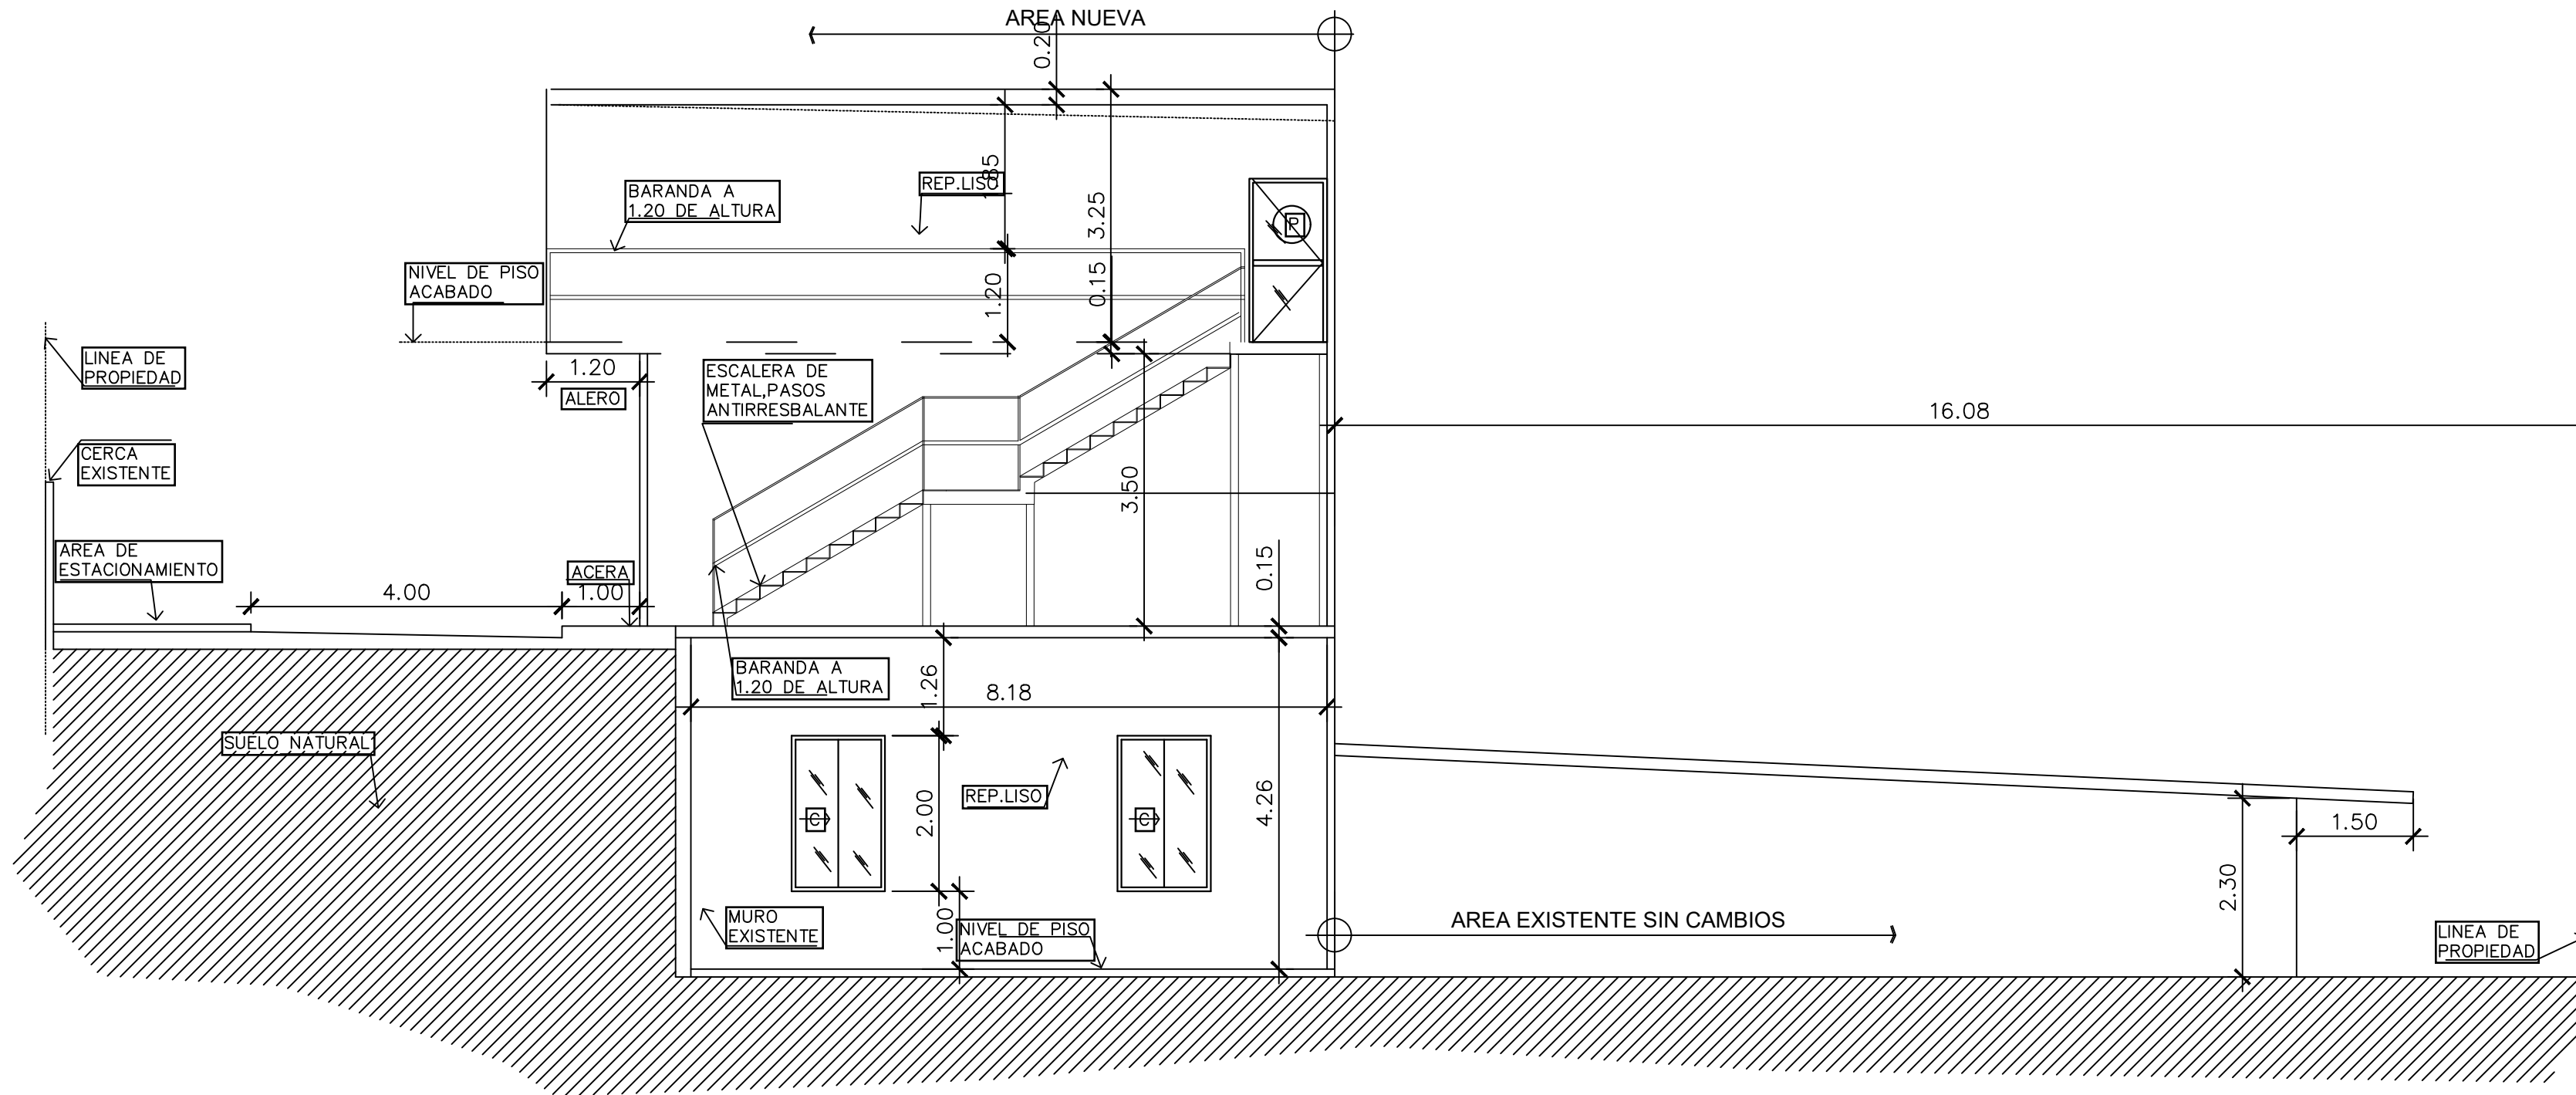 AREA NUEVA
0.20
BARANDA A
1.20 DE ALTURA
REP.LISO
3.25
NIVEL DE PISO
ACABADO
1.20
0.15
P
LINEA DE
PROPIEDAD
1.20
ALERO
ESCALERA DE
METAL,PASOS
ANTIRRESBALANTE
16.08
CERCA
EXISTENTE
3.50
AREA DE
ESTACIONAMIENTO
4.00
ACERA
1.00
0.15
BARANDA A
1.20 DE ALTURA
1.26
8.18
SUELO NATURAL
C
2.00
REP.LISO
C
4.26
1.50
2.30
MURO
EXISTENTE
1.00
NIVEL DE PISO
ACABADO
AREA EXISTENTE SIN CAMBIOS
LINEA DE
PROPIEDAD